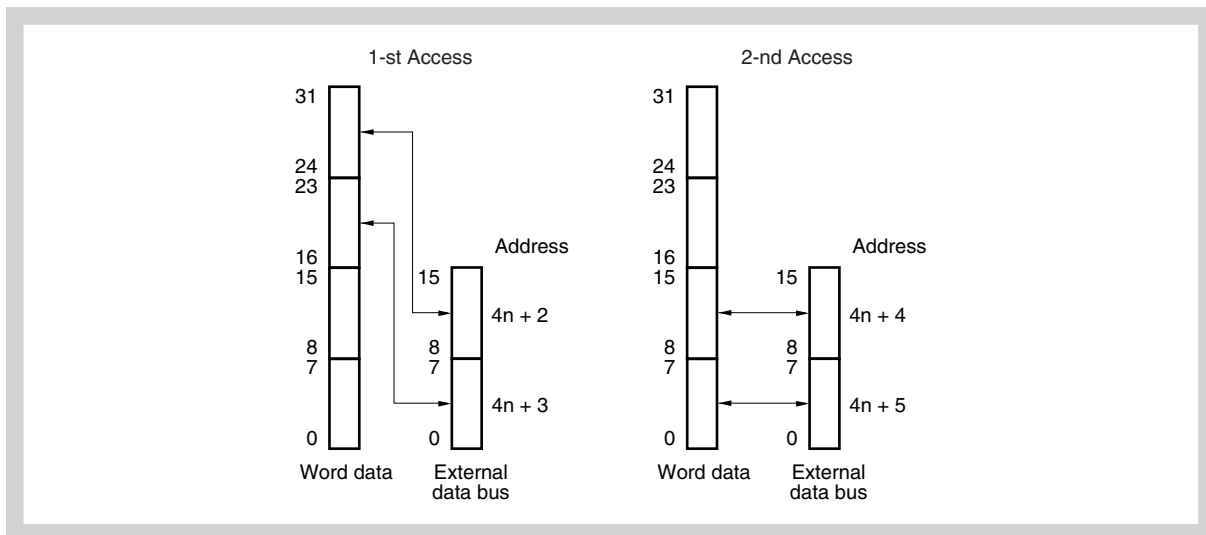 1-st Access
31
24
23
16
15
8
7
0
Word data
Address
15
4n + 2
8
7
4n + 3
0
External
data bus
2-nd Access
31
24
23
16
15
8
7
0
Word data
Address
15
4n + 4
8
7
4n + 5
0
External
data bus